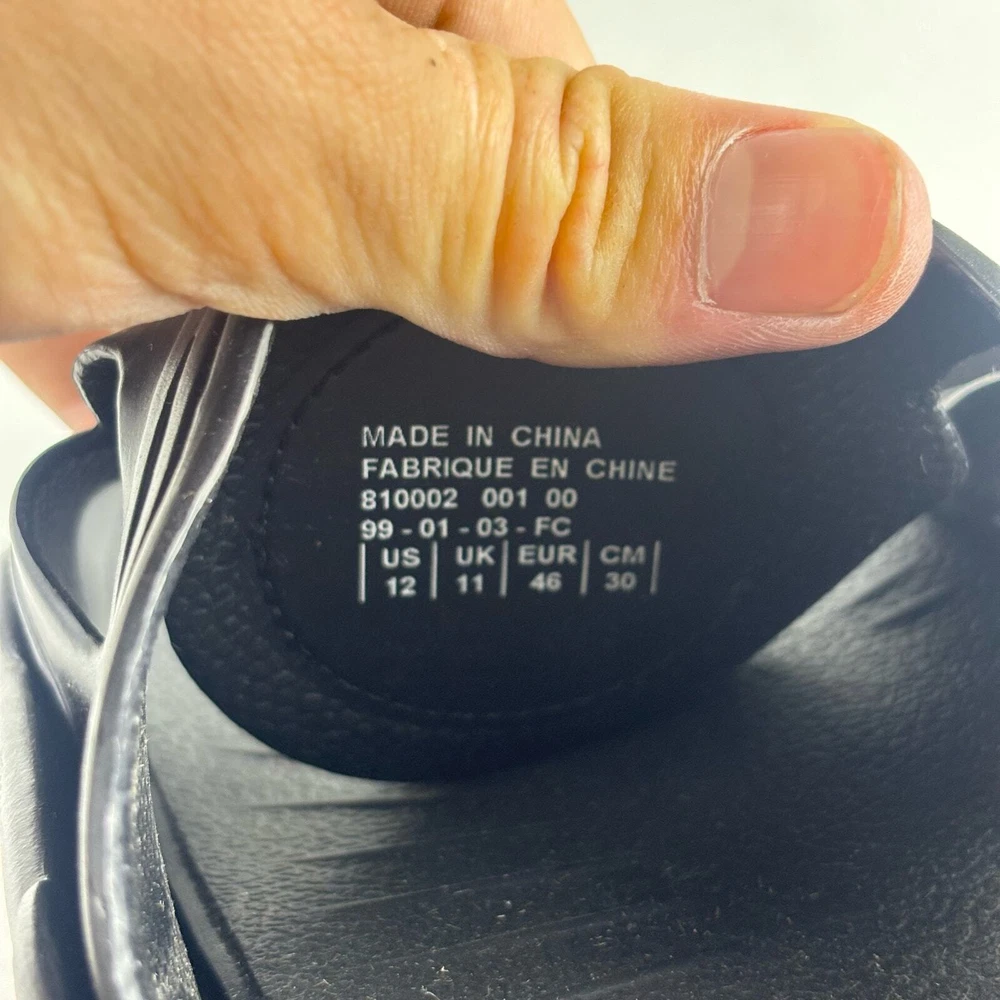 MADE IN CHINA
FABRIQUE EN CHINE
810002 001 00
99 - 01 - 03 - FC
| US | UK | EUR | CM |
| 12 | 11 | 46 | 30 |